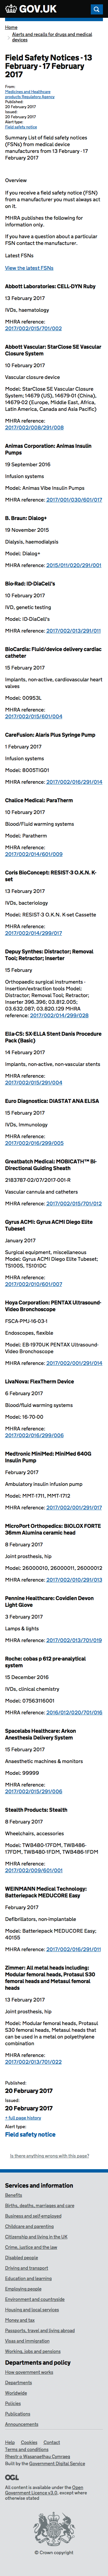 GOV.UK
Home
Alerts and recalls for drugs and medical
devices
Field Safety Notices - 13
February - 17 February
2017
From:
Medicines and Healthcare
products Regulatory Agency
Published:
20 February 2017
Issued:
20 February 2017
Alert type:
Field safety notice
Summary List of field safety notices
(FSNs) from medical device
manufacturers from 13 February - 17
February 2017
Overview
If you receive a field safety notice (FSN)
from a manufacturer, you must always act
on it. You do not need to wait for
information.
If you have a question about a particular
FSN contact the manufacturer.
Latest FSNs
View the latest FSNs
Abbott Laboratories: CELL-DYN Ruby
13 February 2017
IVDs, haematology
MHRA reference:
2017/002/015/701/002
Abbott Vascular: StarClose SE Vascular
Closure System
10 February 2017
Vascular closure device
Model: StarClose SE Vascular Closure
System; 14679 (US), 14679-01 (China),
14679-02 (Europe, Middle East, Africa,
Latin America, Canada and Asia Pacific)
MHRA reference:
2017/002/008/291/008
Animas Corporation: Animas Insulin
Pumps
19 September 2016
Infusion systems
Model: Animas Vibe Insulin Pumps
MHRA reference: 2017/001/030/601/017
B. Braun: Dialog+
19 November 2015
Dialysis, haemodialysis
Model: Dialog+
MHRA reference: 2015/011/020/291/001
Bio-Rad: ID-DiaCell's
10 February 2017
IVD, genetic testing
Model: ID-DiaCell's
MHRA reference: 2017/002/013/291/011
BioCardia: Fluid/device delivery cardiac
catheter
15 February 2017
Implants, non-active, cardiovascular heart
valves
Model: 00953L
MHRA reference:
2017/002/015/601/004
CareFusion: Alaris Plus Syringe Pump
1 February 2017
Infusion systems
Model: 8005TIG01
MHRA reference: 2017/002/016/291/014
Chalice Medical: ParaTherm
10 February 2017
Blood/Fluid warming systems
Model: Paratherm
MHRA reference:
2017/002/014/601/009
Coris BioConcept: RESIST-3 O.K.N. K-
set
13 February 2017
IVDs, bacteriology
Model: RESIST-3 O.K.N. K-set Cassette
MHRA reference:
2017/002/014/299/017
Depuy Synthes: Distractor; Removal
Tool; Retractor; Inserter
15 February
Orthopaedic surgical instruments -
Insertion/extraction tools Model:
Distractor; Removal Tool; Retractor;
Inserter 396.396; 03.812.005;
03.630.081; 03.820.129 MHRA
reference: 2017/002/014/299/028
Ella-CS: SX-ELLA Stent Danis Procedure
Pack (Basic)
14 February 2017
Implants, non-active, non-vascular stents
MHRA reference:
2017/002/015/291/004
Euro Diagnostica: DIASTAT ANA ELISA
15 February 2017
IVDs, Immunology
MHRA reference:
2017/002/016/299/005
Greatbatch Medical: MOBICATH™ Bi-
Directional Guiding Sheath
2183787-02/07/2017-001-R
Vascular cannula and catheters
MHRA reference: 2017/002/015/701/012
Gyrus ACMI: Gyrus ACMI Diego Elite
Tubeset
January 2017
Surgical equipment, miscellaneous
Model: Gyrus ACMI Diego Elite Tubeset;
TS100S, TS101DC
MHRA reference:
2017/002/010/601/007
Hoya Corporation: PENTAX Ultrasound-
Video Bronchoscope
FSCA-PMJ-16-03-1
Endoscopes, flexible
Model: EB-1970UK PENTAX Ultrasound-
Video Bronchoscope
MHRA reference: 2017/002/001/291/014
LivaNova: FlexTherm Device
6 February 2017
Blood/fluid warming systems
Model: 16-70-00
MHRA reference:
2017/002/016/299/006
Medtronic MiniMed: MiniMed 640G
Insulin Pump
February 2017
Ambulatory insulin infusion pump
Model: MMT-1711, MMT-1712
MHRA reference: 2017/002/001/291/017
MicroPort Orthopedics: BIOLOX FORTE
36mm Alumina ceramic head
8 February 2017
Joint prosthesis, hip
Model: 26000010, 26000011, 26000012
MHRA reference: 2017/002/010/291/013
Pennine Healthcare: Covidien Devon
Light Glove
3 February 2017
Lamps & lights
MHRA reference: 2017/002/013/701/019
Roche: cobas p 612 pre-analytical
system
15 December 2016
IVDs, clinical chemistry
Model: 07563116001
MHRA reference: 2016/012/020/701/016
Spacelabs Healthcare: Arkon
Anesthesia Delivery System
15 February 2017
Anaesthetic machines & monitors
Model: 99999
MHRA reference:
2017/002/015/291/006
Stealth Products: Stealth
8 February 2017
Wheelchairs, accessories
Model: TWB480-17FDM, TWB486-
17FDM, TWB480-1FDM, TWB486-1FDM
MHRA reference:
2017/002/009/601/001
WEINMANN Medical Technology:
Batteriepack MEDUCORE Easy
February 2017
Defibrillators, non-implantable
Model: Batteriepack MEDUCORE Easy;
40155
MHRA reference: 2017/002/016/291/011
Zimmer: All metal heads including:
Modular femoral heads, Protasul S30
femoral heads and Metasul femoral
heads
13 February 2017
Joint prosthesis, hip
Model: Modular femoral heads, Protasul
S30 femoral heads, Metasul heads that
were not used in a metal-on-metal
combination
MHRA reference:
2017/002/013/701/022
Published:
20 February 2017
Issued:
20 February 2017
↑ full page history
Alert type:
Field safety notice
Is there anything wrong with this page?
Services and information
Benefits
Births, deaths, marriages and care
Business and self-employed
Childcare and parenting
Citizenship and living in the UK
Crime, justice and the law
Disabled people
Driving and transport
Education and learning
Employing people
Environment and countryside
Housing and local services
Money and tax
Passports, travel and living abroad
Visas and immigration
Working, jobs and pensions
Departments and policy
How government works
Departments
Worldwide
Policies
Publications
Announcements
Help Cookies Contact
Terms and conditions
Rhestr o Wasanaethau Cymraeg
Built by the Government Digital Service
OGL
All content is available under the Open
Government Licence v3.0, except where
otherwise stated
© Crown copyright